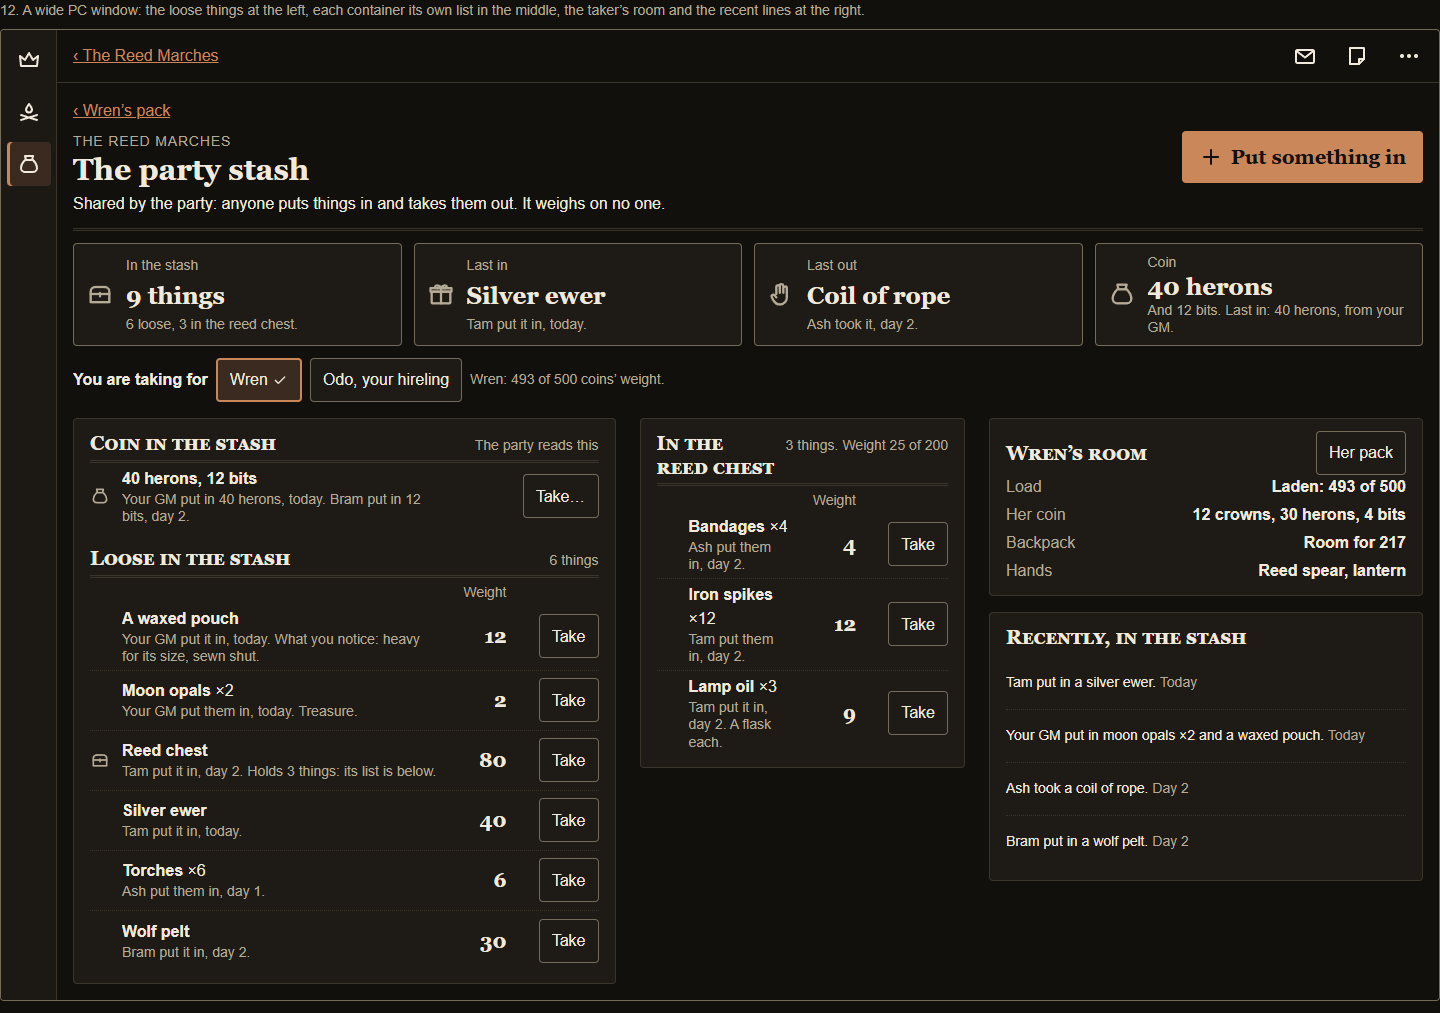 12. A wide PC window: the loose things at the left, each container its own list in the middle, the taker's room and the recent lines at the right.
‹ The Reed Marches
‹ Wren's pack
THE REED MARCHES
The party stash
Shared by the party: anyone puts things in and takes them out. It weighs on no one.
+ Put something in
In the stash
9 things
6 loose, 3 in the reed chest.
Last in
Silver ewer
Tam put it in, today.
Last out
Coil of rope
Ash took it, day 2.
Coin
40 herons
And 12 bits. Last in: 40 herons, from your
GM.
You are taking for
Wren ✓
Odo, your hireling
Wren: 493 of 500 coins' weight.
Coin in the stash
The party reads this
40 herons, 12 bits
Your GM put in 40 herons, today. Bram put in 12
bits, day 2.
Take…
Loose in the stash
6 things
Weight
A waxed pouch
Your GM put it in, today. What you notice: heavy
for its size, sewn shut.
12
Take
Moon opals ×2
Your GM put them in, today. Treasure.
2
Take
Reed chest
Tam put it in, day 2. Holds 3 things: its list is below.
80
Take
Silver ewer
Tam put it in, today.
40
Take
Torches ×6
Ash put them in, day 1.
6
Take
Wolf pelt
Bram put it in, day 2.
30
Take
In the
reed chest
3 things. Weight 25 of 200
Weight
Bandages ×4
Ash put them
in, day 2.
4
Take
Iron spikes
×12
Tam put them
in, day 2.
12
Take
Lamp oil ×3
Tam put it in,
day 2. A flask
each.
9
Take
Wren's room
Her pack
Load
Laden: 493 of 500
Her coin
12 crowns, 30 herons, 4 bits
Backpack
Room for 217
Hands
Reed spear, lantern
Recently, in the stash
Tam put in a silver ewer. Today
Your GM put in moon opals ×2 and a waxed pouch. Today
Ash took a coil of rope. Day 2
Bram put in a wolf pelt. Day 2